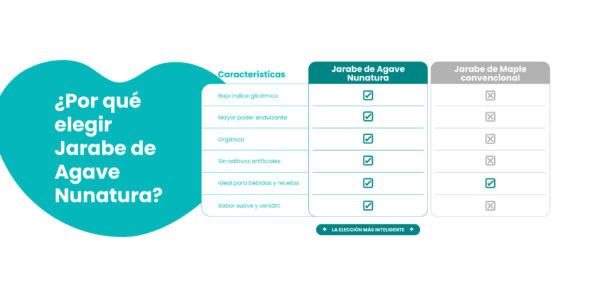 ¿Por qué
elegir
Jarabe de
Agave
Nunatura?
Características
Jarabe de Agave
Nunatura
Jarabe de Maple
convencional
Bajo índice glicémico
Mayor poder endulzante
Orgánico
Sin aditivos artificiales
Ideal para bebidas y recetas
Sabor suave y versátil
LA ELECCIÓN MÁS INTELIGENTE